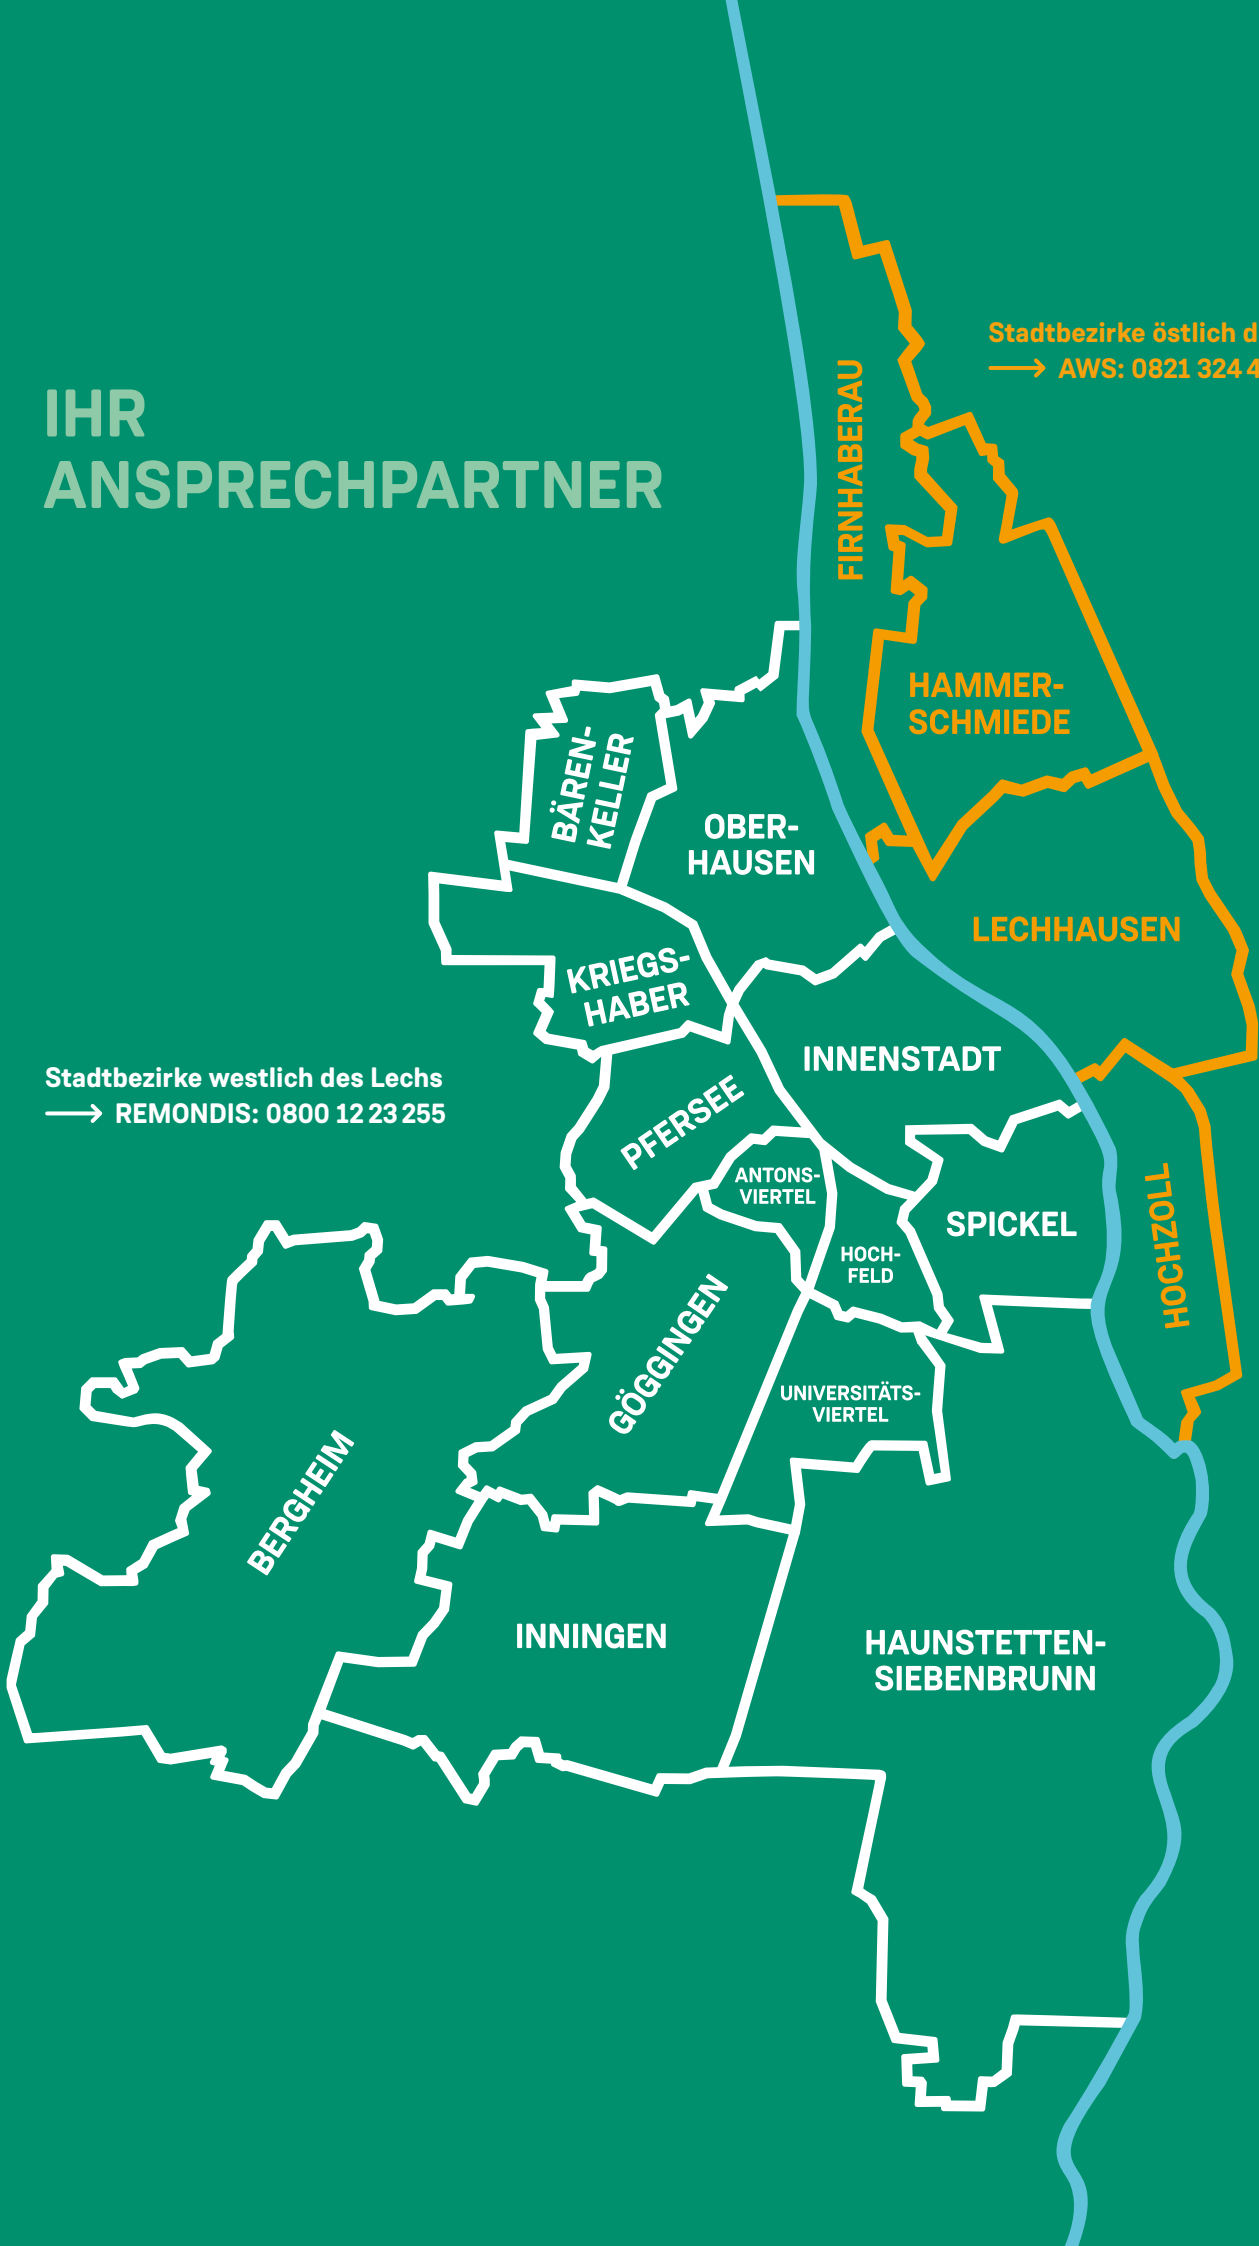 IHR
ANSPRECHPARTNER
Stadtbezirke östlich d
AWS: 0821 324 4
FIRNHABERAU
HAMMER-
SCHMIEDE
BÄREN-
KELLER
OBER-
HAUSEN
LECHHAUSEN
KRIEGS-
HABER
INNENSTADT
Stadtbezirke westlich des Lechs
REMONDIS: 0800 12 23 255
PFERSEE
ANTONS-
VIERTEL
SPICKEL
HOCHZOLL
HOCH-
FELD
GÖGGINGEN
UNIVERSITÄTS-
VIERTEL
BERGHEIM
INNINGEN
HAUNSTETTEN-
SIEBENBRUNN